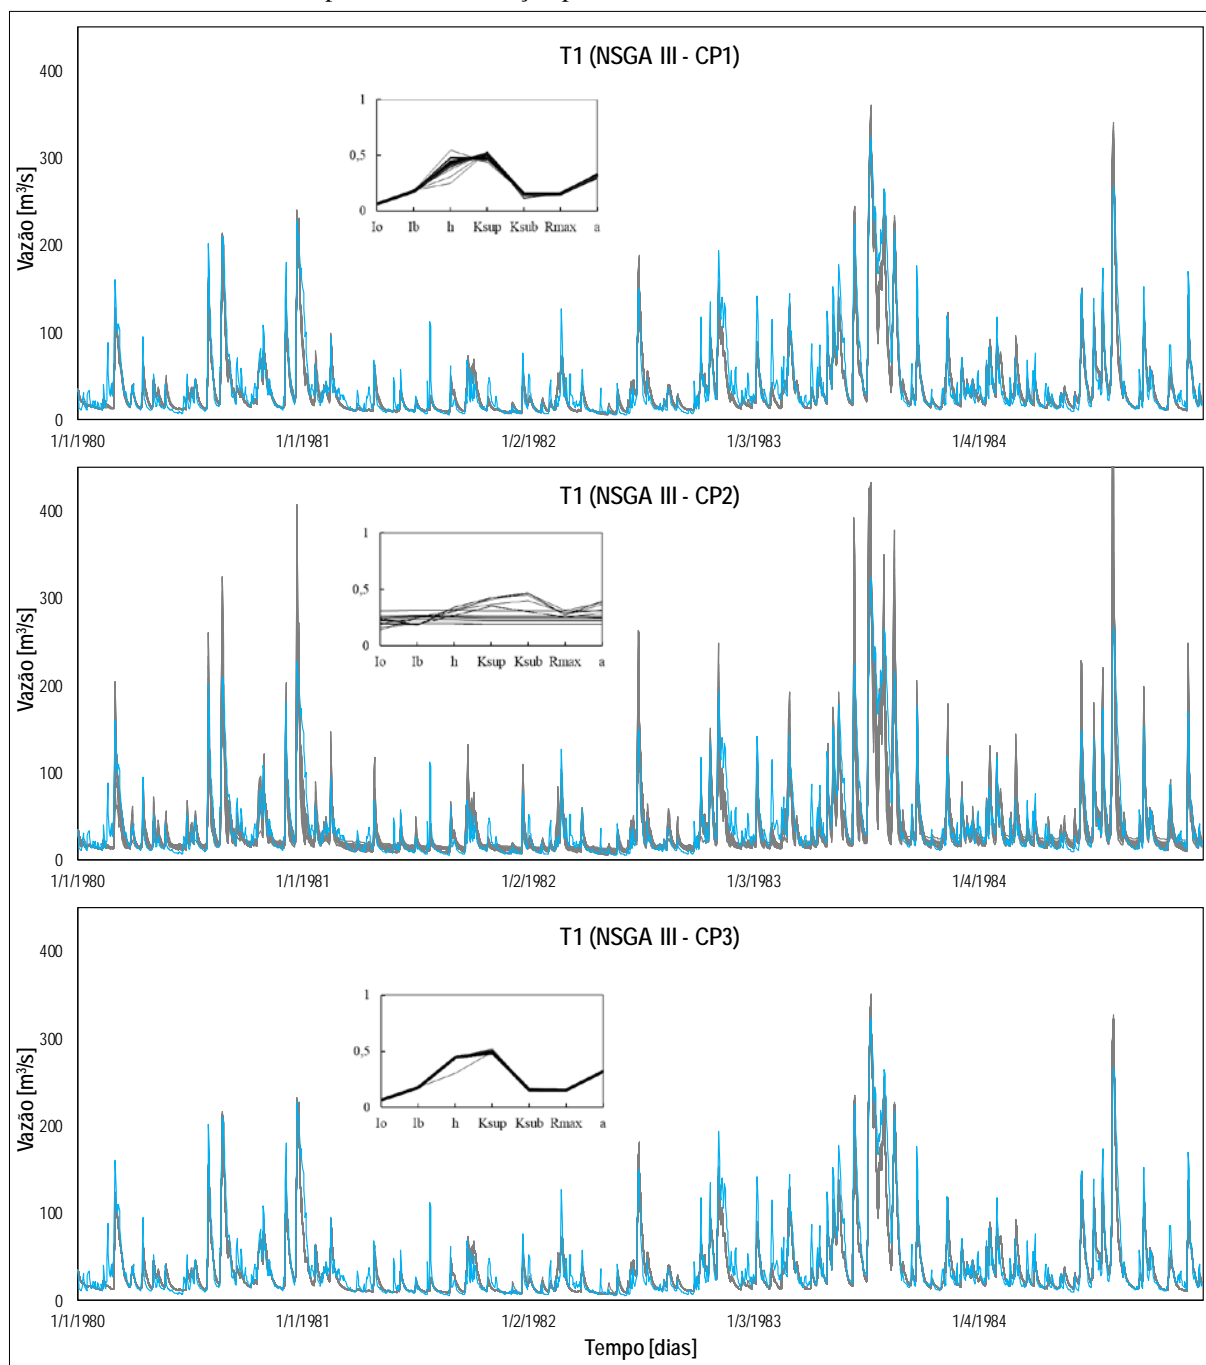 T1 (NSGA III - CP1)
Vazão [m³/s]
400
300
200
100
0
1
0,5
0
Io Ib h Ksup Ksub Rmax a
1/1/1980 1/1/1981 1/2/1982 1/3/1983 1/4/1984
T1 (NSGA III - CP2)
Vazão [m³/s]
400
300
200
100
0
1
0,5
0
Io Ib h Ksup Ksub Rmax a
1/1/1980 1/1/1981 1/2/1982 1/3/1983 1/4/1984
T1 (NSGA III - CP3)
Vazão [m³/s]
400
300
200
100
0
1
0,5
0
Io Ib h Ksup Ksub Rmax a
1/1/1980 1/1/1981 1/2/1982 1/3/1983 1/4/1984
Tempo [dias]